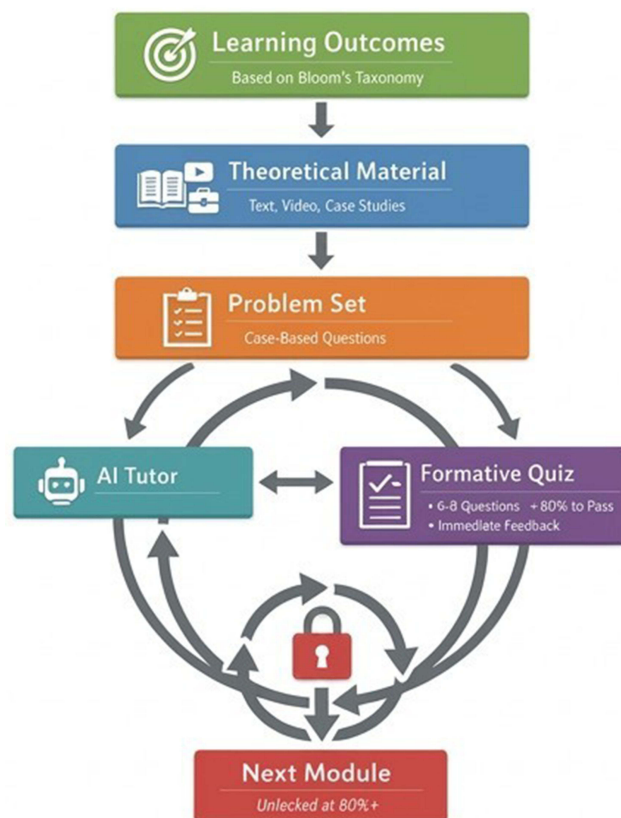 Learning Outcomes
Based on Bloom's Taxonomy
Theoretical Material
Text, Video, Case Studies
Problem Set
Case-Based Questions
AI Tutor
Formative Quiz
• 6-8 Questions + 80% to Pass
• Immediate Feedback
Next Module
Unlecked at 80%+